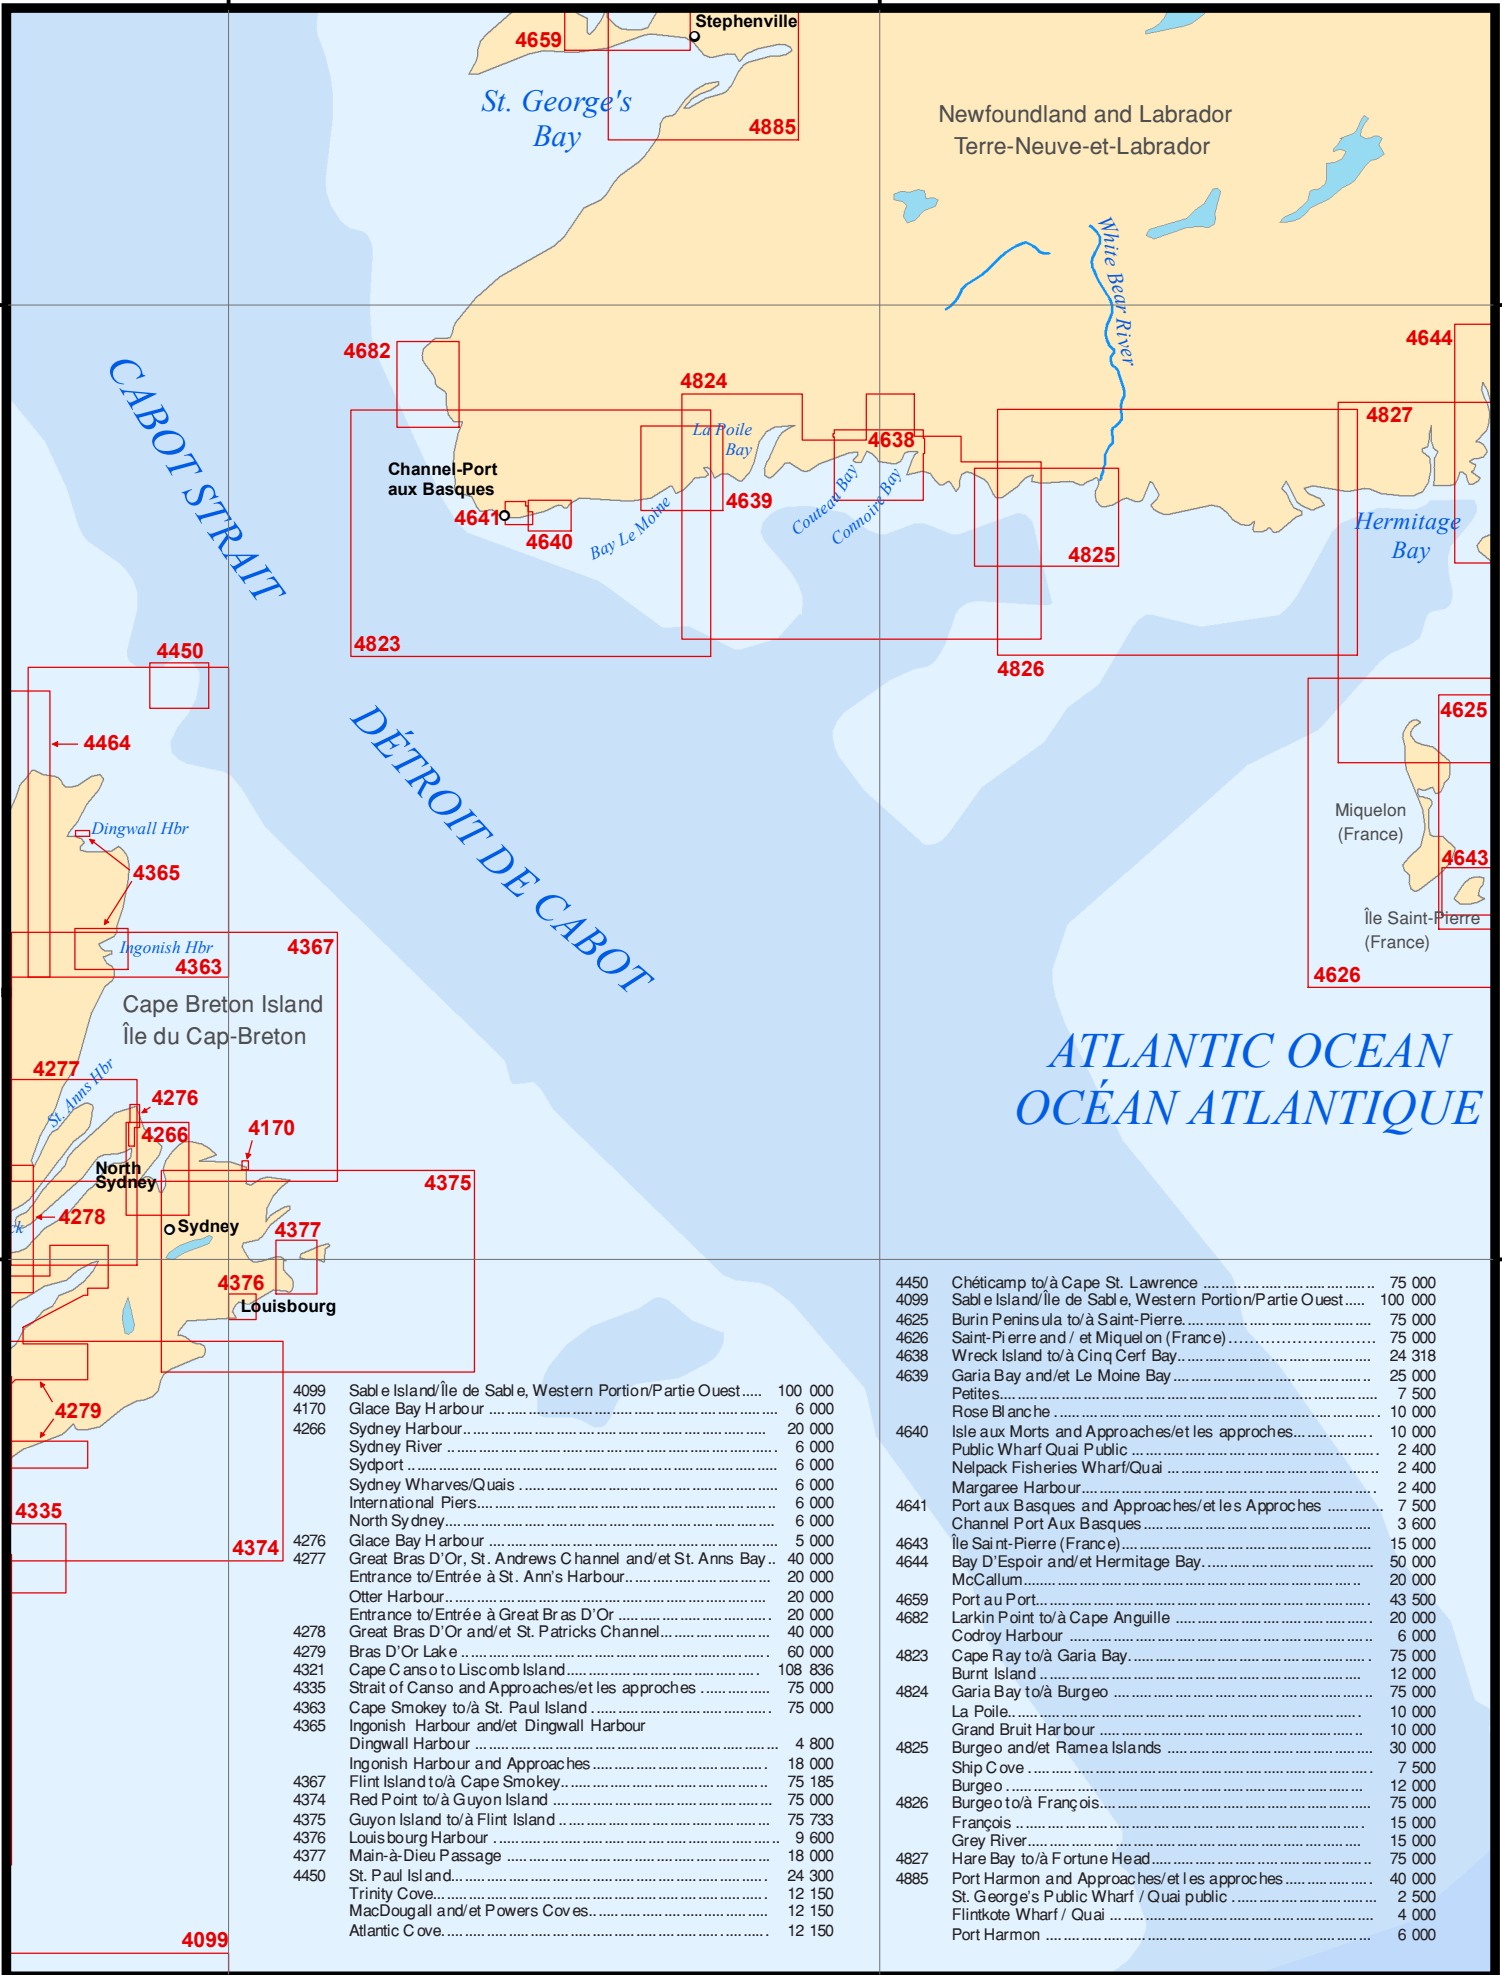 Stephenville
4659
St. George's
Bay
4885
Newfoundland and Labrador
Terre-Neuve-et-Labrador
White Bear River
4682
4644
4824
4827
CABOT STRAIT
La Poile
Bay
4638
Channel-Port
aux Basques
4641
4640
4639
Bay Le Moine
Couteau Bay
Connoire Bay
4825
Hermitage
Bay
4823
4826
4450
4464
4625
DÉTROIT DE CABOT
Miquelon
(France)
Dingwall Hbr
4365
4643
Île Saint-Pierre
(France)
Ingonish Hbr
4367
4363
4626
Cape Breton Island
Île du Cap-Breton
ATLANTIC OCEAN
OCÉAN ATLANTIQUE
4277
St. Anns Hbr
4276
4266
4170
North
Sydney
4375
4278
ck
Sydney
4377
4376
Louisbourg
4279
4335
4374
4099
4099 Sable Island/Île de Sable, Western Portion/Partie Ouest..... 100 000
4170 Glace Bay Harbour ..... 6 000
4266 Sydney Harbour..... 20 000
Sydney River ..... 6 000
Sydport ..... 6 000
Sydney Wharves/Quais ..... 6 000
International Piers..... 6 000
North Sydney..... 6 000
4276 Glace Bay Harbour ..... 5 000
4277 Great Bras D'Or, St. Andrews Channel and/et St. Anns Bay.. 40 000
Entrance to/Entrée à St. Ann's Harbour..... 20 000
Otter Harbour..... 20 000
Entrance to/Entrée à Great Bras D'Or ..... 20 000
4278 Great Bras D'Or and/et St. Patricks Channel..... 40 000
4279 Bras D'Or Lake ..... 60 000
4321 Cape Canso to Liscomb Island..... 108 836
4335 Strait of Canso and Approaches/et les approches ..... 75 000
4363 Cape Smokey to/à St. Paul Island ..... 75 000
4365 Ingonish Harbour and/et Dingwall Harbour
Dingwall Harbour ..... 4 800
Ingonish Harbour and Approaches..... 18 000
4367 Flint Island to/à Cape Smokey..... 75 185
4374 Red Point to/à Guyon Island ..... 75 000
4375 Guyon Island to/à Flint Island ..... 75 733
4376 Louisbourg Harbour ..... 9 600
4377 Main-à-Dieu Passage ..... 18 000
4450 St. Paul Island..... 24 300
Trinity Cove..... 12 150
MacDougall and/et Powers Coves..... 12 150
Atlantic Cove..... 12 150
4450 Chéticamp to/à Cape St. Lawrence ..... 75 000
4099 Sable Island/Île de Sable, Western Portion/Partie Ouest..... 100 000
4625 Burin Peninsula to/à Saint-Pierre..... 75 000
4626 Saint-Pierre and / et Miquelon (France)..... 75 000
4638 Wreck Island to/à Cinq Cerf Bay..... 24 318
4639 Garia Bay and/et Le Moine Bay..... 25 000
Petites..... 7 500
Rose Blanche ..... 10 000
4640 Isle aux Morts and Approaches/et les approches..... 10 000
Public Wharf Quai Public ..... 2 400
Nelpack Fisheries Wharf/Quai ..... 2 400
Margaree Harbour..... 2 400
4641 Port aux Basques and Approaches/et les Approches ..... 7 500
Channel Port Aux Basques..... 3 600
4643 Île Saint-Pierre (France)..... 15 000
4644 Bay D'Espoir and/et Hermitage Bay..... 50 000
McCallum..... 20 000
4659 Port au Port..... 43 500
4682 Larkin Point to/à Cape Anguille ..... 20 000
Codroy Harbour ..... 6 000
4823 Cape Ray to/à Garia Bay..... 75 000
Burnt Island ..... 12 000
4824 Garia Bay to/à Burgeo ..... 75 000
La Poile..... 10 000
Grand Bruit Harbour ..... 10 000
4825 Burgeo and/et Ramea Islands ..... 30 000
Ship Cove ..... 7 500
Burgeo ..... 12 000
4826 Burgeo to/à François..... 75 000
François ..... 15 000
Grey River..... 15 000
4827 Hare Bay to/à Fortune Head..... 75 000
4885 Port Harmon and Approaches/et les approches ..... 40 000
St. George's Public Wharf / Quai public ..... 2 500
Flintkote Wharf / Quai ..... 4 000
Port Harmon ..... 6 000